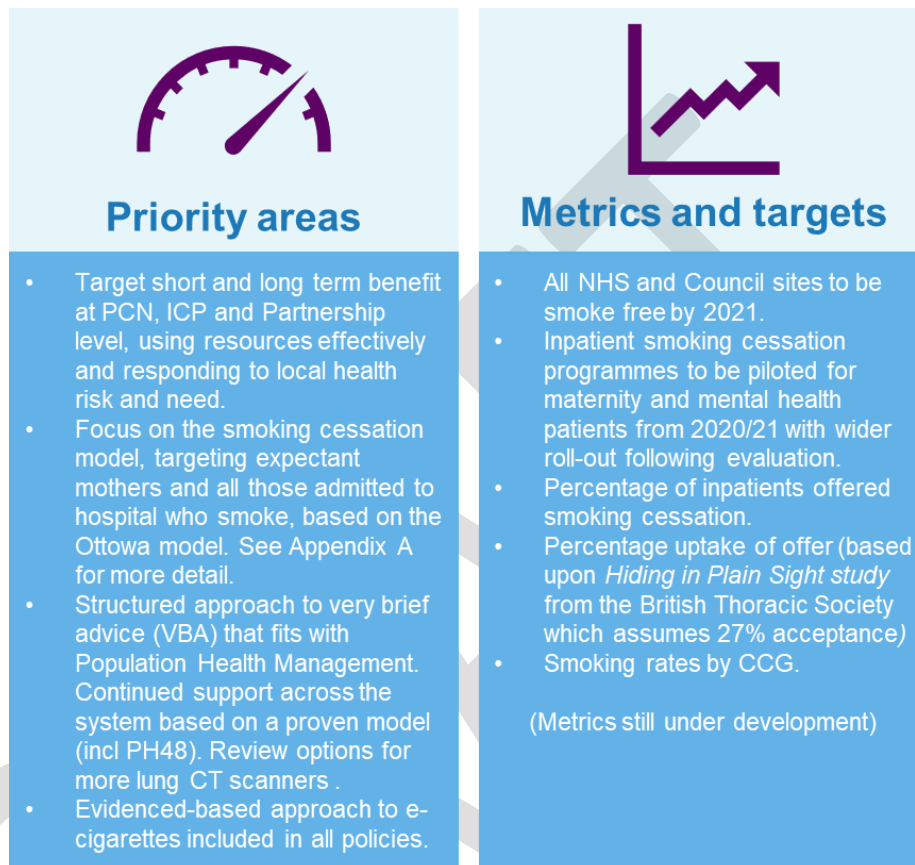 Priority areas
• Target short and long term benefit
at PCN, ICP and Partnership
level, using resources effectively
and responding to local health
risk and need.
• Focus on the smoking cessation
model, targeting expectant
mothers and all those admitted to
hospital who smoke, based on the
Ottowa model. See Appendix A
for more detail.
• Structured approach to very brief
advice (VBA) that fits with
Population Health Management.
Continued support across the
system based on a proven model
(incl PH48). Review options for
more lung CT scanners .
• Evidenced-based approach to e-
cigarettes included in all policies.
Metrics and targets
• All NHS and Council sites to be
smoke free by 2021.
• Inpatient smoking cessation
programmes to be piloted for
maternity and mental health
patients from 2020/21 with wider
roll-out following evaluation.
• Percentage of inpatients offered
smoking cessation.
• Percentage uptake of offer (based
upon Hiding in Plain Sight study
from the British Thoracic Society
which assumes 27% acceptance)
• Smoking rates by CCG.
(Metrics still under development)